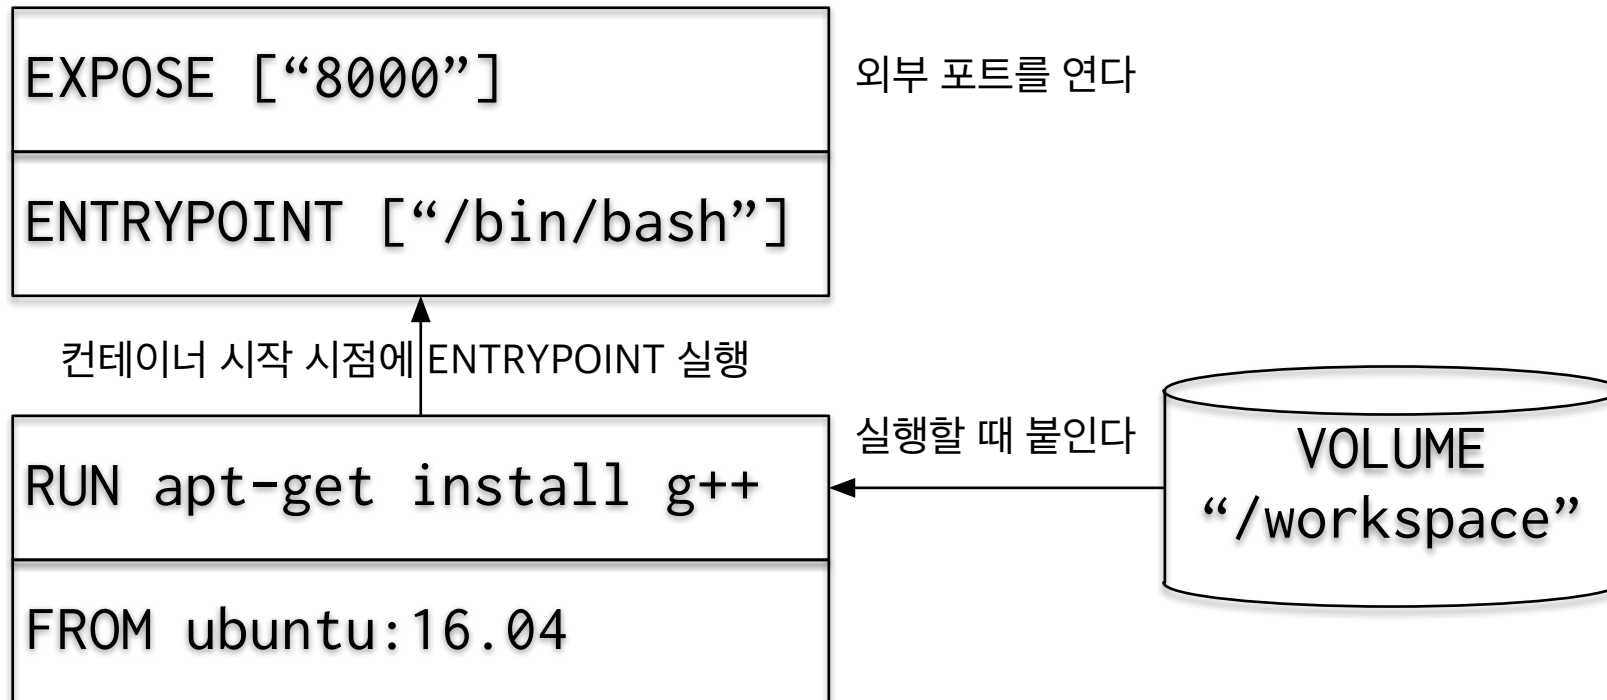 EXPOSE [“8000”]
외부 포트를 연다
ENTRYPOINT [“/bin/bash”]
컨테이너 시작 시점에 ENTRYPOINT 실행
RUN apt-get install g++
실행할 때 붙인다
VOLUME
“/workspace”
FROM ubuntu:16.04